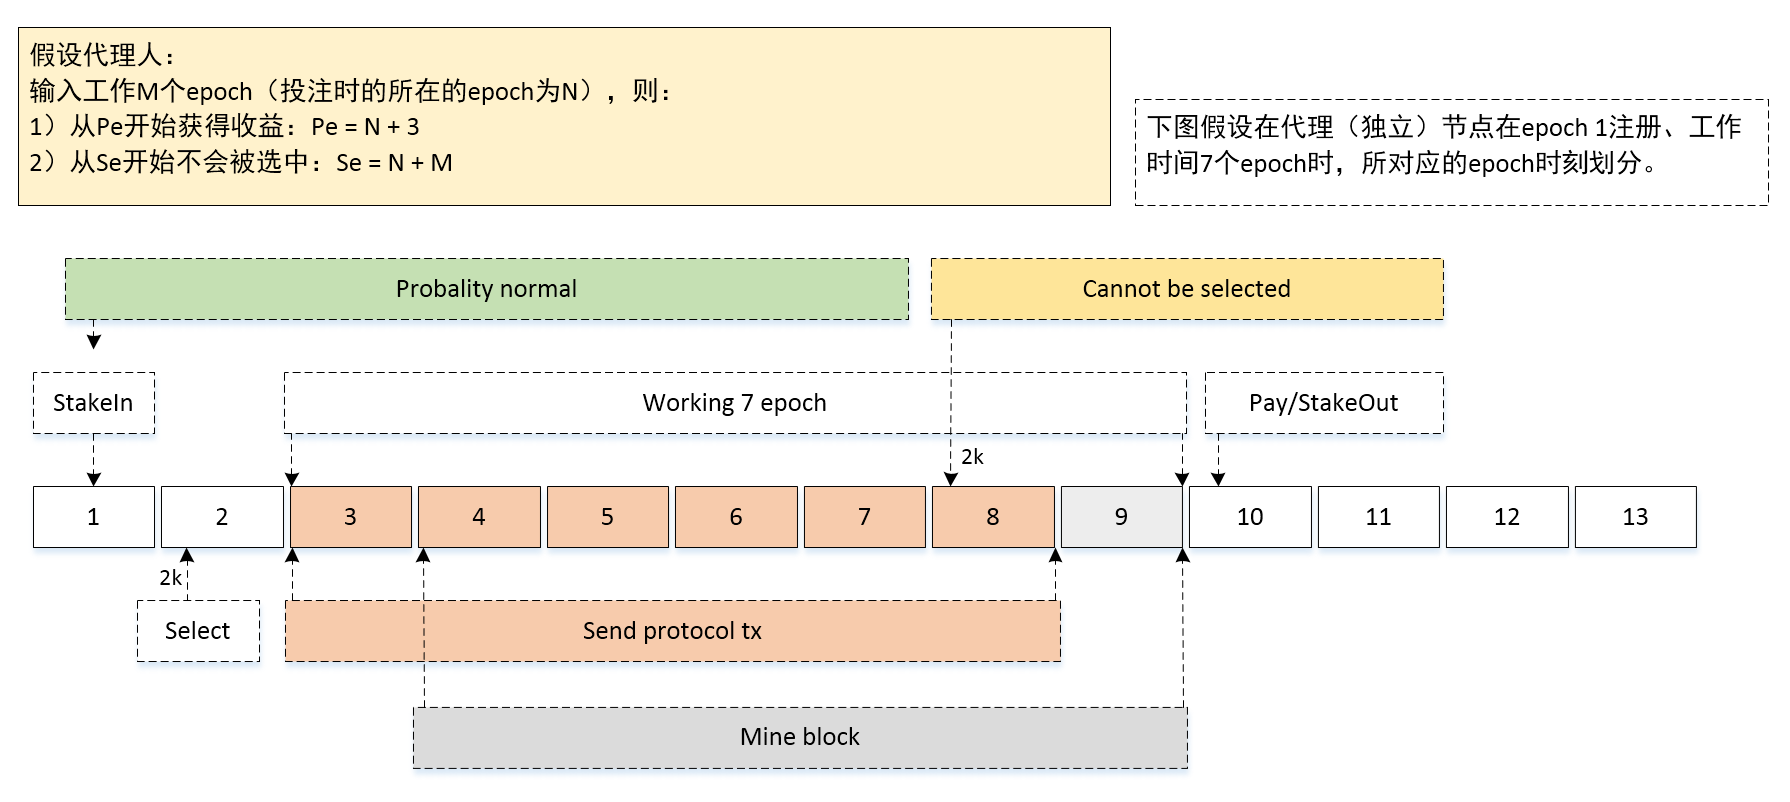 假设代理人：
输入工作M个epoch（投注时的所在的epoch为N），则：
1）从Pe开始获得收益：Pe = N + 3
2）从Se开始不会被选中：Se = N + M
下图假设在代理（独立）节点在epoch 1注册、工作
时间7个epoch时，所对应的epoch时刻划分。
Probality normal
Cannot be selected
StakeIn
Working 7 epoch
Pay/StakeOut
2k
1 2 3 4 5 6 7 8 9 10 11 12 13
2k
Select
Send protocol tx
Mine block